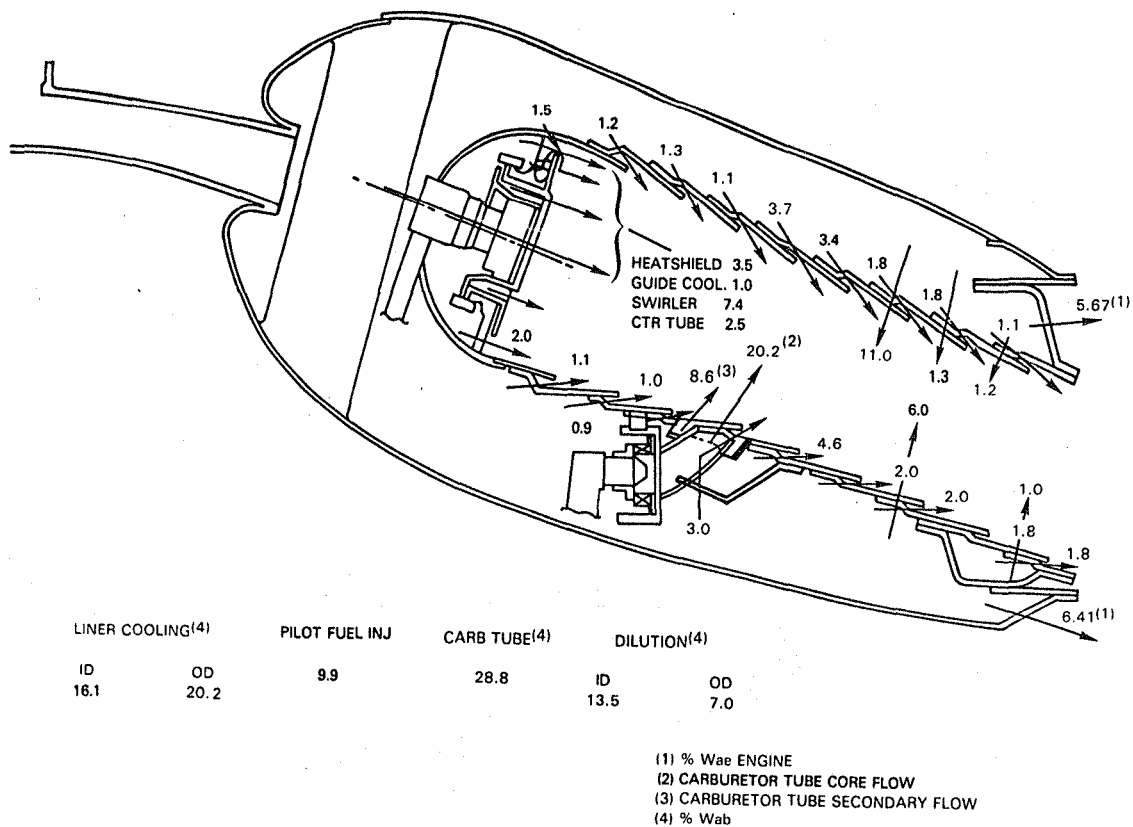 1.5
1.2
1.3
1.1
3.7
3.4
1.8
1.8
1.1
5.67(1)
HEATSHIELD 3.5
GUIDE COOL. 1.0
SWIRLER 7.4
CTR TUBE 2.5
11.0
1.3
1.2
2.0
1.1
1.0
8.6(3)
20.2(2)
0.9
3.0
4.6
6.0
2.0
2.0
1.0
1.8
1.8
6.41(1)
LINER COOLING(4) PILOT FUEL INJ CARB TUBE(4) DILUTION(4)
ID OD 9.9 28.8 ID OD
16.1 20.2 13.5 7.0
(1) % Wae ENGINE
(2) CARBURETOR TUBE CORE FLOW
(3) CARBURETOR TUBE SECONDARY FLOW
(4) % Wab